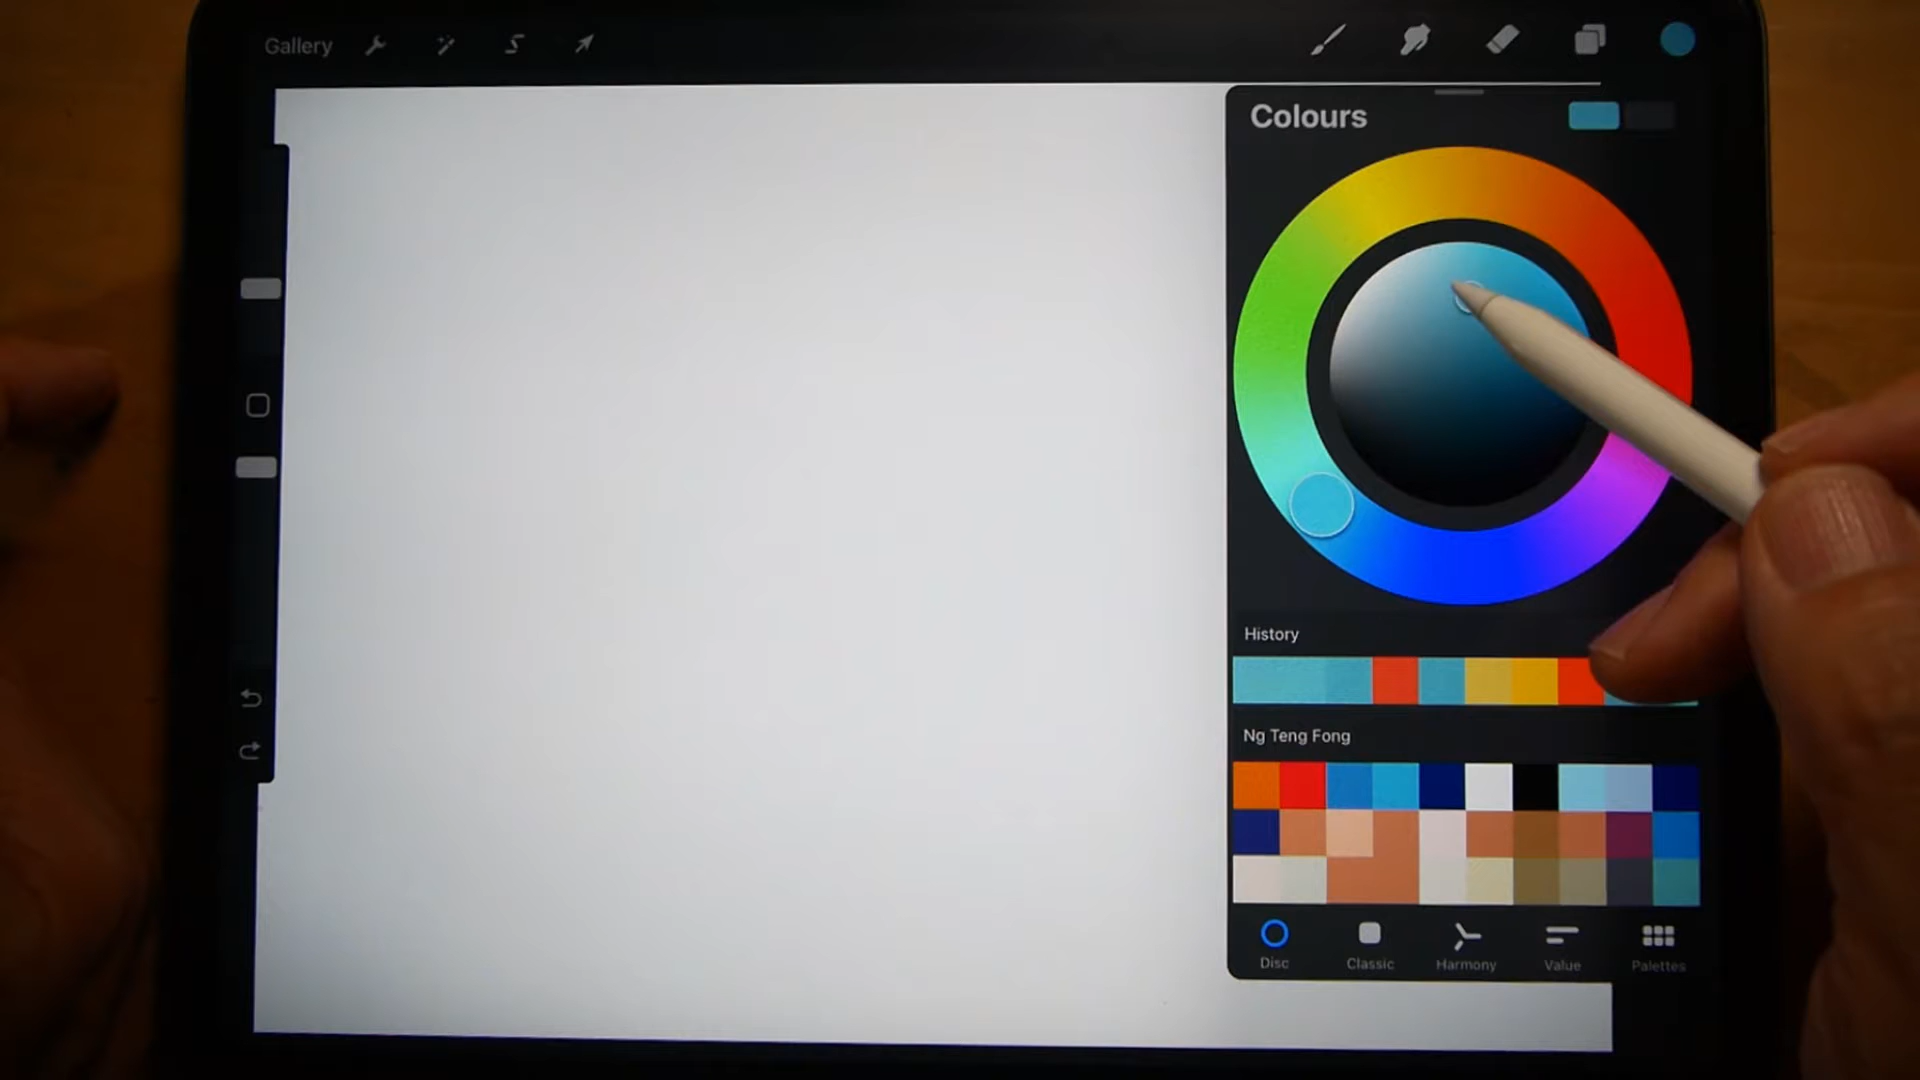 Gallery
Colours
History
Ng Teng Fong
Disc
Classic
Harmony
Value
Palettes